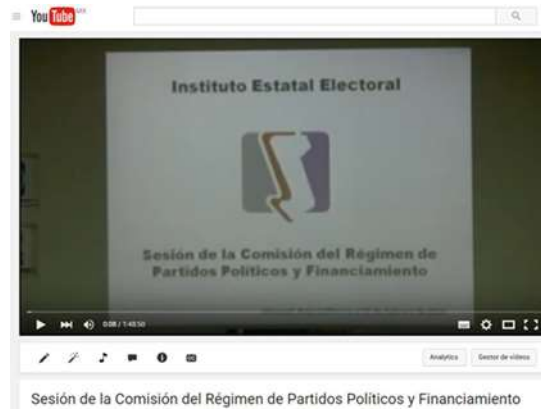 YouTube
Instituto Estatal Electoral
Sesión de la Comisión del Régimen de
Partidos Políticos y Financiamiento
0:08 / 1:48:50
Analytics
Gestor de vídeos
Sesión de la Comisión del Régimen de Partidos Políticos y Financiamiento